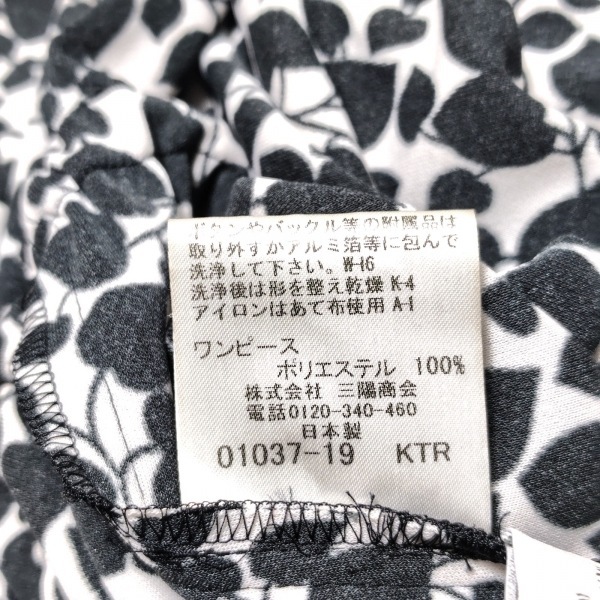 ボタンやバックル等の附属品は
取り外すかアルミ箔等に包んで
洗浄して下さい。W-16
洗浄後は形を整え乾燥 K-4
アイロンはあて布使用 A-1
ワンピース
ポリエステル 100%
株式会社 三陽商会
電話0120-340-460
日本製
01037-19 KTR